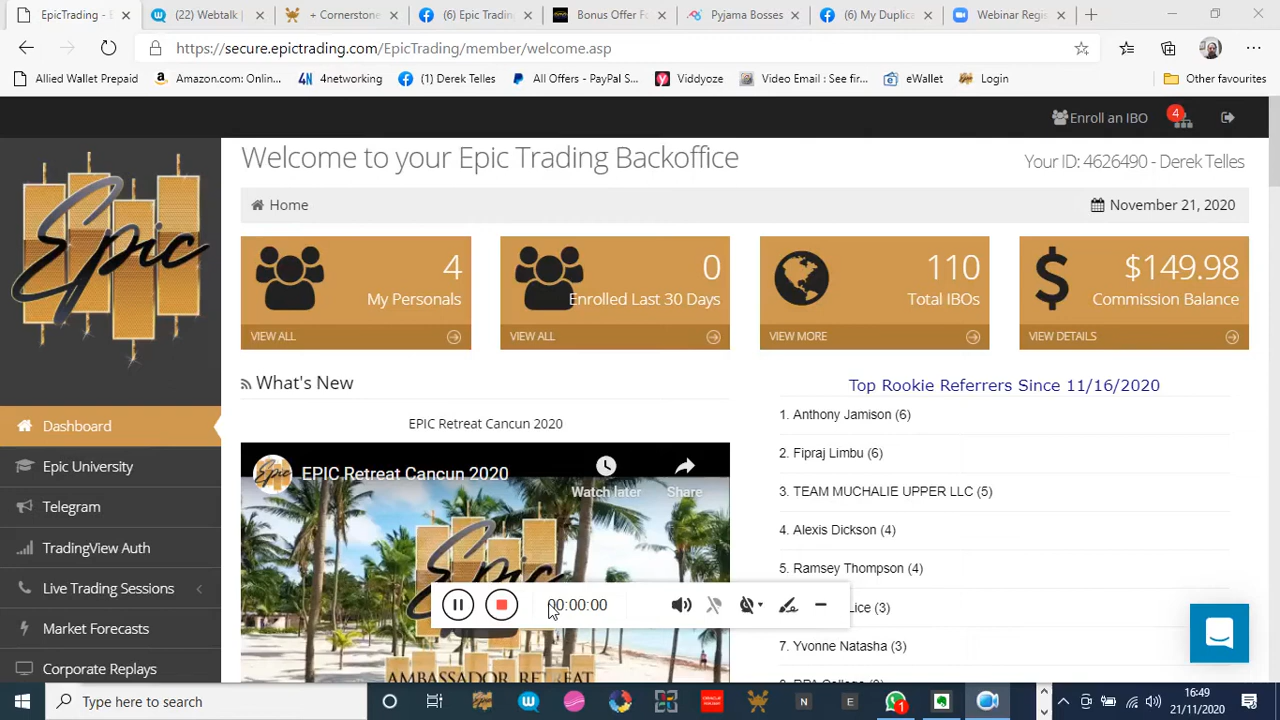 EpicTrading - (22) Webtalk | + Cornerstone (6) Epic Trading Bonus Offer Fo Pyjama Bosses (6) My Duplica Webinar Regis
https://secure.epictrading.com/EpicTrading/member/welcome.asp
Allied Wallet Prepaid Amazon.com: Onlin... 4networking (1) Derek Telles All Offers - PayPal S... Viddyoze Video Email : See fir... eWallet Login Other favourites
Enroll an IBO 4
Epic
Welcome to your Epic Trading Backoffice
Your ID: 4626490 - Derek Telles
Home
November 21, 2020
4
My Personals
VIEW ALL
0
Enrolled Last 30 Days
VIEW ALL
110
Total IBOs
VIEW MORE
$149.98
Commission Balance
VIEW DETAILS
What's New
EPIC Retreat Cancun 2020
EPIC Retreat Cancun 2020
Watch later
Share
Epic
AMBASSADOR RETREAT
00:00:00
Top Rookie Referrers Since 11/16/2020
1. Anthony Jamison (6)
2. Fipraj Limbu (6)
3. TEAM MUCHALIE UPPER LLC (5)
4. Alexis Dickson (4)
5. Ramsey Thompson (4)
(3)
7. Yvonne Natasha (3)
Dashboard
Epic University
Telegram
TradingView Auth
Live Trading Sessions
Market Forecasts
Corporate Replays
Type here to search
16:49
21/11/2020